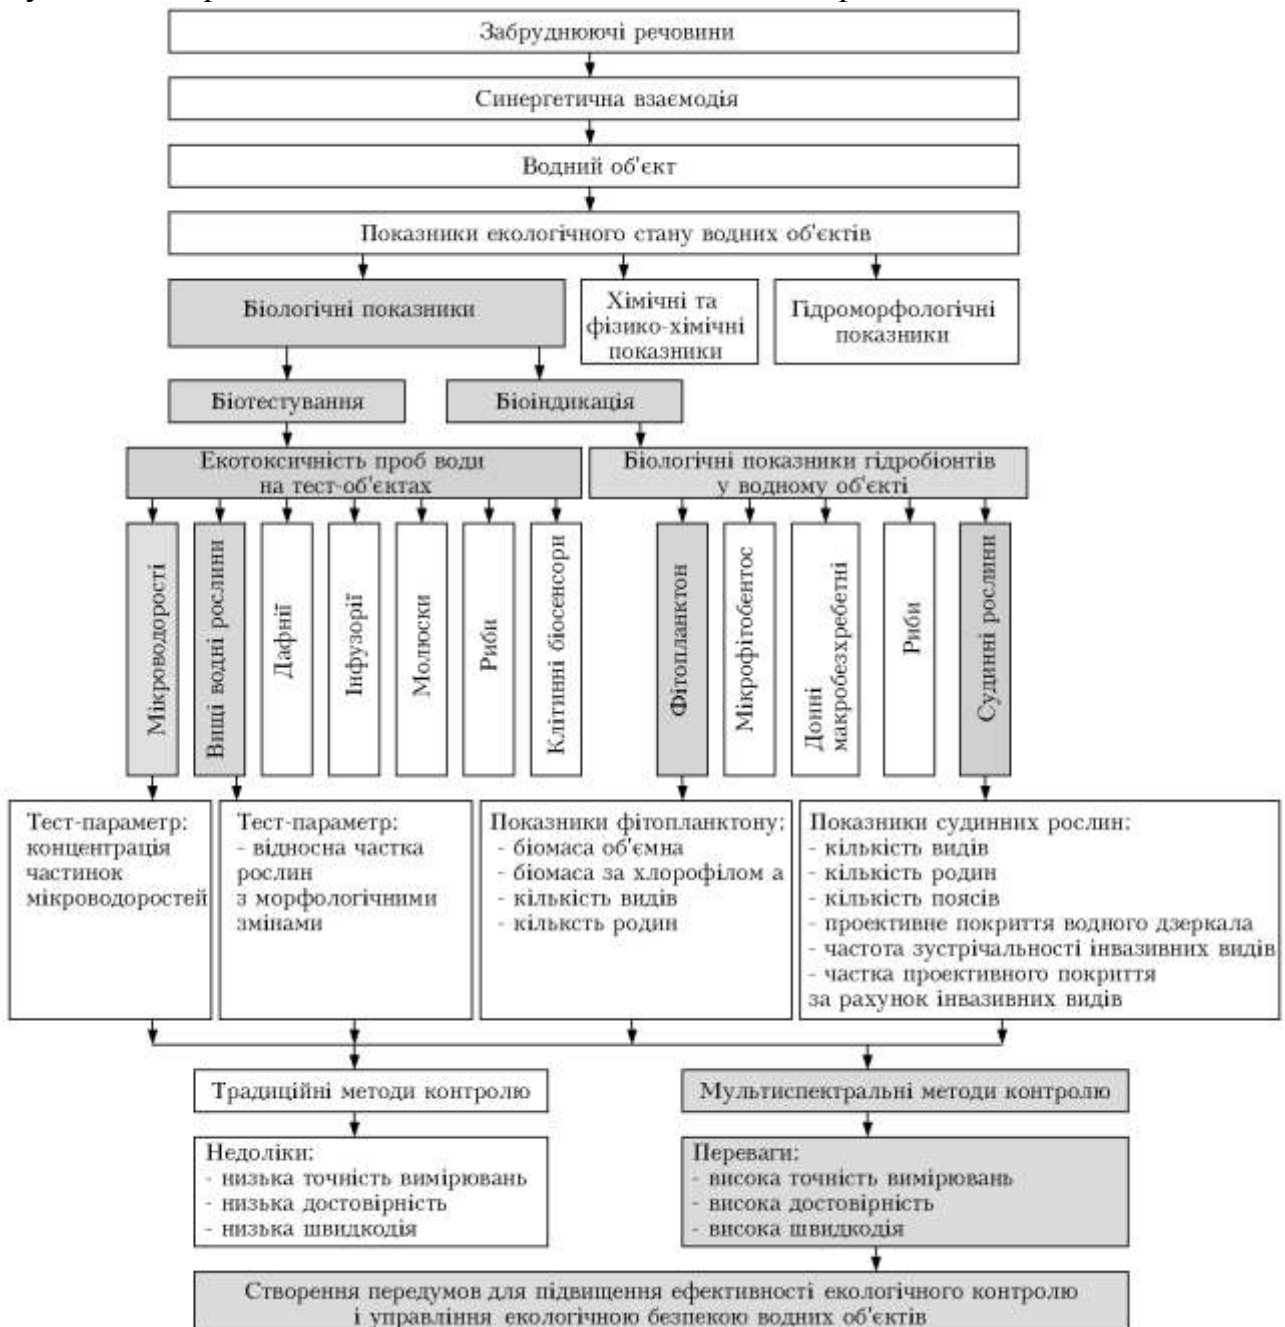 Забруднюючі речовини
Синергетична взаємодія
Водний об'єкт
Показники екологічного стану водних об'єктів
Біологічні показники
Хімічні та
фізико-хімічні
показники
Гідроморфологічні
показники
Біотестування
Біоіндикація
Екотоксичність проб води
на тест-об'єктах
Біологічні показники гідробіонтів
у водному об'єкті
Мікроводорості
Вищі водні рослини
Дафнії
Інфузорії
Молюски
Риби
Клітинні біосенсори
Фітопланктон
Мікрофітобентос
Донні
макробезхребетні
Риби
Судинні рослини
Тест-параметр:
концентрація
частинок
мікроводоростей
Тест-параметр:
- відносна частка
рослин
з морфологічними
змінами
Показники фітопланктону:
- біомаса об'ємна
- біомаса за хлорофілом а
- кількість видів
- кільксть родин
Показники судинних рослин:
- кількість видів
- кількість родин
- кількість поясів
- проективне покриття водного дзеркала
- частота зустрічальності інвазивних видів
- частка проективного покриття
за рахунок інвазивних видів
Традиційні методи контролю
Мультиспектральні методи контролю
Недоліки:
- низька точність вимірювань
- низька достовірність
- низька швидкодія
Переваги:
- висока точність вимірювань
- висока достовірність
- висока швидкодія
Створення передумов для підвищення ефективності екологічного контролю
і управління екологічною безпекою водних об'єктів